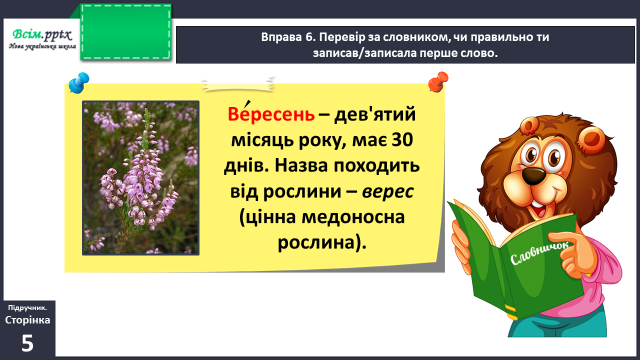 Всім.pptx
Нова українська школа
Вправа 6. Перевір за словником, чи правильно ти
записав/записала перше слово.
Ве́ресень – дев'ятий
місяць року, має 30
днів. Назва походить
від рослини – верес
(цінна медоносна
рослина).
Словничок
Підручник.
Сторінка
5